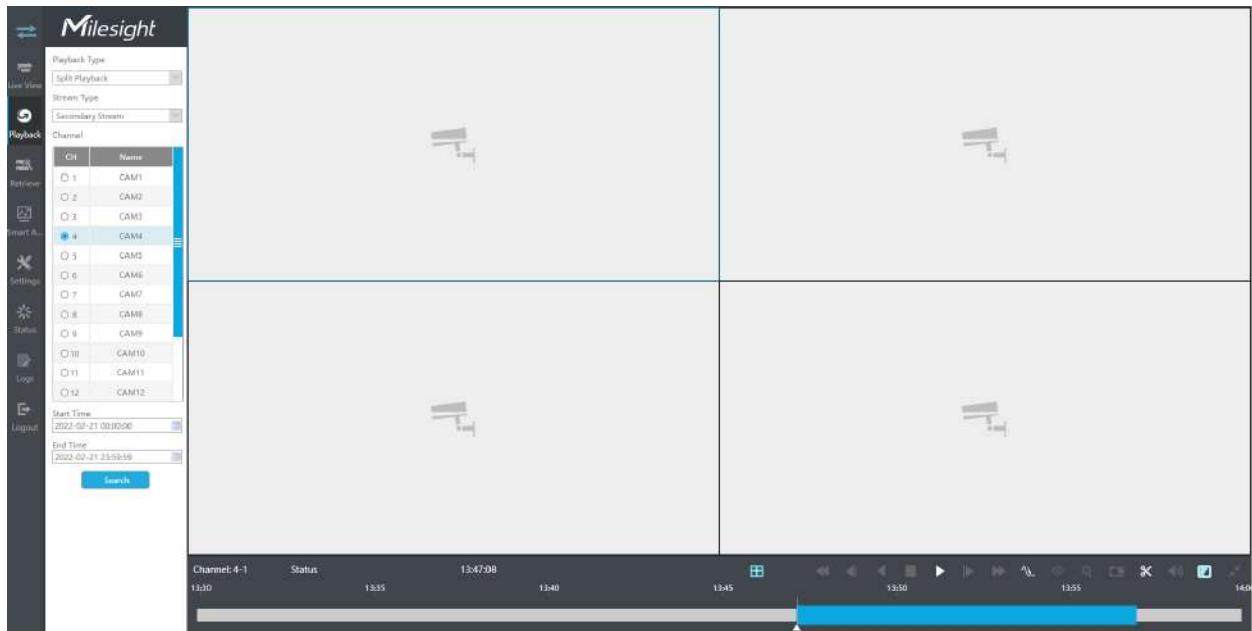 Milesight
Live View
Playback
Retrieve
Smart A...
Settings
Status
Logs
Logout
Playback Type
Split Playback
Stream Type
Secondary Stream
Channel
CH Name
1 CAM1
2 CAM2
3 CAM3
4 CAM4
5 CAM5
6 CAM6
7 CAM7
8 CAM8
9 CAM9
10 CAM10
11 CAM11
12 CAM12
Start Time
2022-02-21 00:00:00
End Time
2022-02-21 23:59:59
Search
Channel: 4-1 Status 13:47:08
13:30 13:35 13:40 13:45 13:50 13:55 14:0